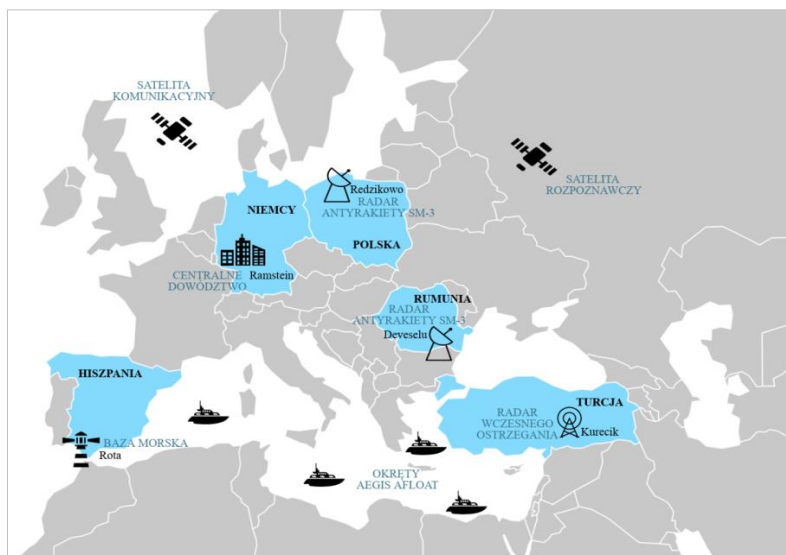 SATELITA
KOMUNIKACYJNY
SATELITA
ROZPOZNAWCZY
Redzikowo
RADAR
ANTYRAKIETY SM-3
POLSKA
NIEMCY
CENTRALNE
DOWÓDZTWO
Ramstein
RUMUNIA
RADAR
ANTYRAKIETY SM-3
Deveselu
HISZPANIA
BAZA MORSKA
Rota
TURCJA
RADAR
WCZESNEGO
OSTRZEGANIA
Kurecik
OKRĘTY
AEGIS AFLOAT